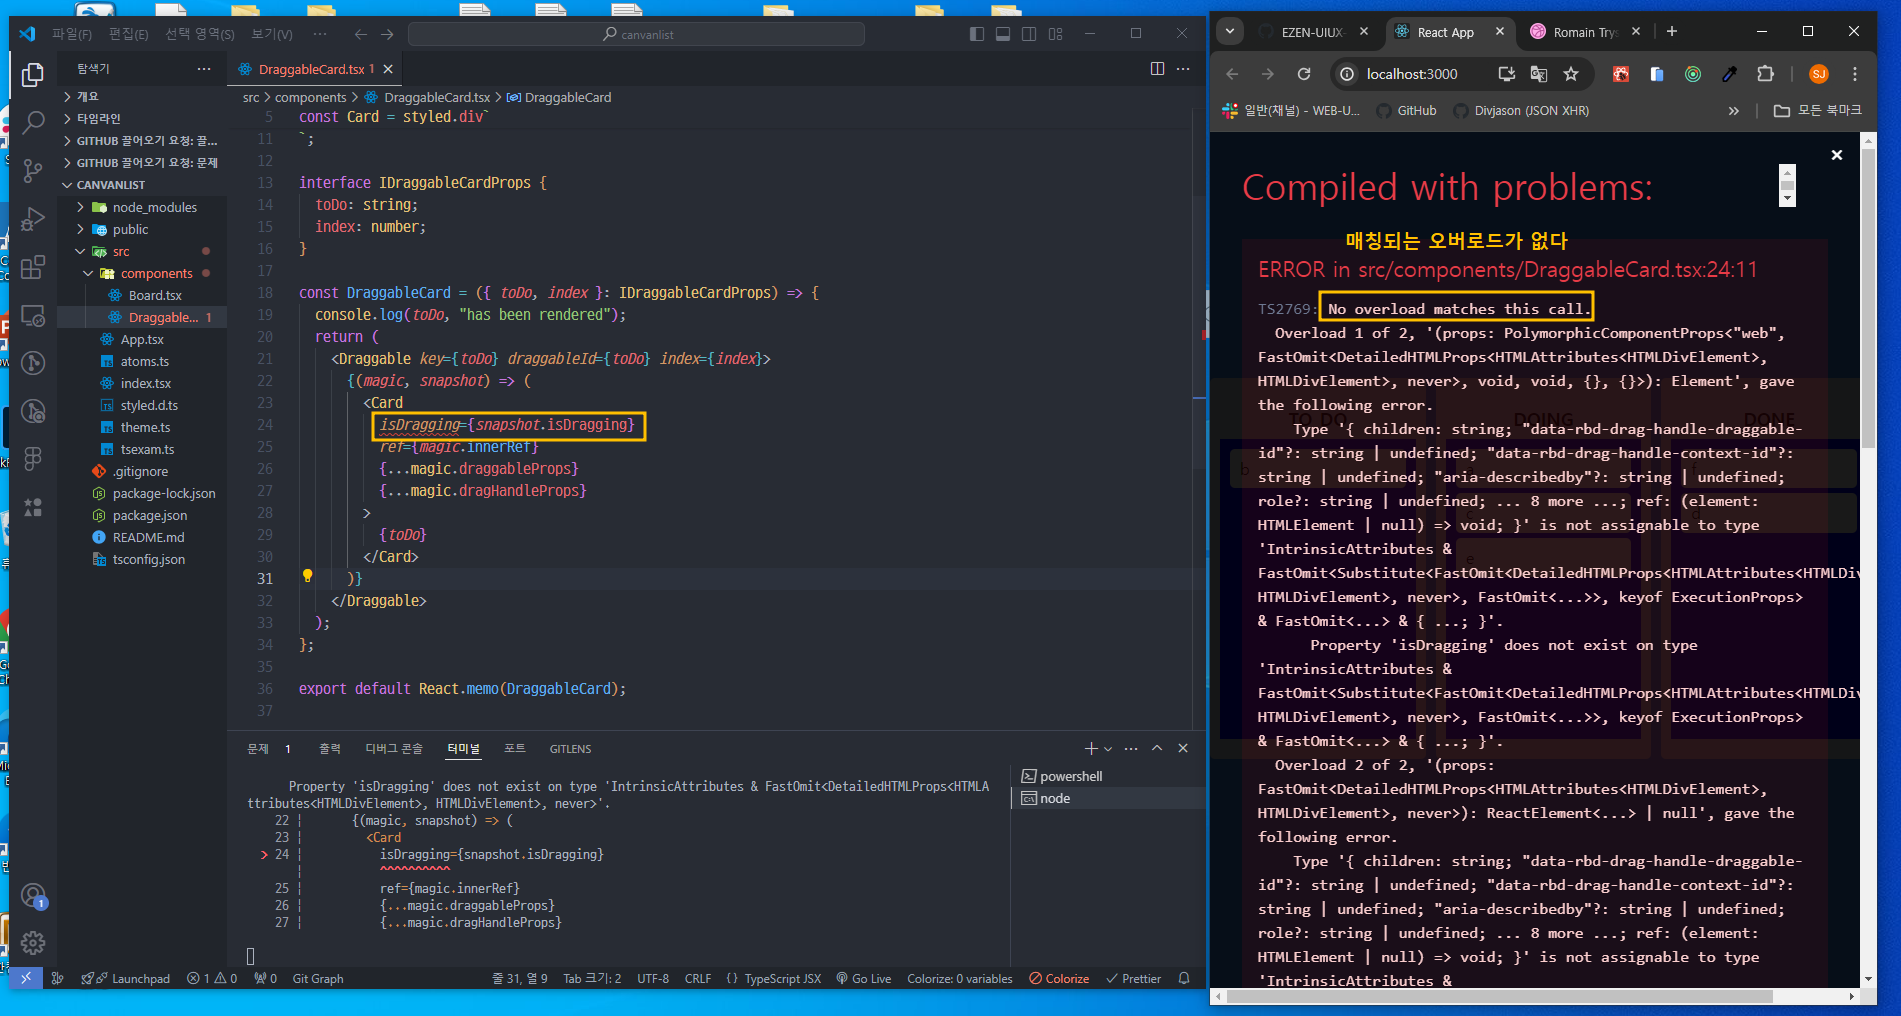 파일(F) 편집(E) 선택 영역(S) 보기(V) ··· canvanlist
탐색기 ···
개요
타임라인
GITHUB 끌어오기 요청: 끌...
GITHUB 끌어오기 요청: 문제
CANVANLIST
node_modules
public
src
components
Board.tsx
Draggable... 1
App.tsx
atoms.ts
index.tsx
styled.d.ts
theme.ts
tsexam.ts
.gitignore
package-lock.json
package.json
README.md
tsconfig.json
DraggableCard.tsx 1
src > components > DraggableCard.tsx > DraggableCard
5 const Card = styled.div`
11 `;
12
13 interface IDraggableCardProps {
14 toDo: string;
15 index: number;
16 }
17
18 const DraggableCard = ({ toDo, index }: IDraggableCardProps) => {
19 console.log(toDo, "has been rendered");
20 return (
21 <Draggable key={toDo} draggableId={toDo} index={index}>
22 {(magic, snapshot) => (
23 <Card
24 isDragging={snapshot.isDragging}
25 ref={magic.innerRef}
26 {...magic.draggableProps}
27 {...magic.dragHandleProps}
28 >
29 {toDo}
30 </Card>
31 )}
32 </Draggable>
33 );
34 };
35
36 export default React.memo(DraggableCard);
37
문제 1 출력 디버그 콘솔 터미널 포트 GITLENS
Property 'isDragging' does not exist on type 'IntrinsicAttributes & FastOmit<DetailedHTMLProps<HTMLA
ttributes<HTMLDivElement>, HTMLDivElement>, never>'.
22 | {(magic, snapshot) => (
23 | <Card
> 24 | isDragging={snapshot.isDragging}
| ^^^^^^^^^^
25 | ref={magic.innerRef}
26 | {...magic.draggableProps}
27 | {...magic.dragHandleProps}
powershell
node
Launchpad 1 0 0 Git Graph 줄 31, 열 9 Tab 크기: 2 UTF-8 CRLF {} TypeScript JSX Go Live Colorize: 0 variables Colorize Prettier
EZEN-UIUX- React App Romain Trys
localhost:3000 SJ
일반(채널) - WEB-U... GitHub Divjason (JSON XHR) » 모든 북마크
Compiled with problems:
매칭되는 오버로드가 없다
ERROR in src/components/DraggableCard.tsx:24:11
TS2769: No overload matches this call.
Overload 1 of 2, '(props: PolymorphicComponentProps<"web",
FastOmit<DetailedHTMLProps<HTMLAttributes<HTMLDivElement>,
HTMLDivElement>, never>, void, void, {}, {}>): Element', gave
the following error.
TO DO DOING DONE
Type '{ children: string; "data-rbd-drag-handle-draggable-
id"?: string | undefined; "data-rbd-drag-handle-context-id"?:
string | undefined; "aria-describedby"?: string | undefined;
role?: string | undefined; ... 8 more ...; ref: (element:
HTMLElement | null) => void; }' is not assignable to type
'IntrinsicAttributes &
FastOmit<Substitute<FastOmit<DetailedHTMLProps<HTMLAttributes<HTMLDiv
HTMLDivElement>, never>, FastOmit<...>>, keyof ExecutionProps>
& FastOmit<...> & { ...; }'.
Property 'isDragging' does not exist on type
'IntrinsicAttributes &
FastOmit<Substitute<FastOmit<DetailedHTMLProps<HTMLAttributes<HTMLDiv
HTMLDivElement>, never>, FastOmit<...>>, keyof ExecutionProps>
& FastOmit<...> & { ...; }'.
Overload 2 of 2, '(props:
FastOmit<DetailedHTMLProps<HTMLAttributes<HTMLDivElement>,
HTMLDivElement>, never>): ReactElement<...> | null', gave the
following error.
Type '{ children: string; "data-rbd-drag-handle-draggable-
id"?: string | undefined; "data-rbd-drag-handle-context-id"?:
string | undefined; "aria-describedby"?: string | undefined;
role?: string | undefined; ... 8 more ...; ref: (element:
HTMLElement | null) => void; }' is not assignable to type
'IntrinsicAttributes &